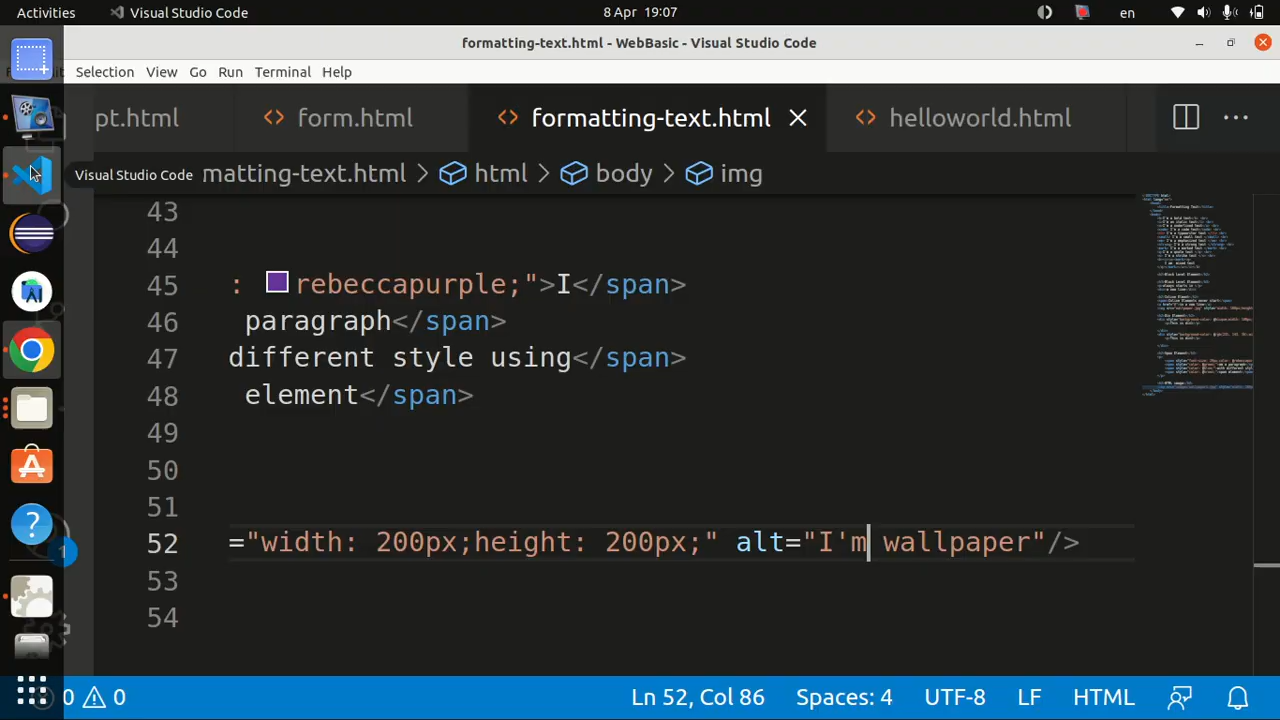 Activities Visual Studio Code 8 Apr 19:07 en
formatting-text.html - WebBasic - Visual Studio Code
Selection View Go Run Terminal Help
pt.html <> form.html <> formatting-text.html <> helloworld.html
Visual Studio Code matting-text.html > html > body > img
43
44
45 : rebeccapurple;">I</span>
46 paragraph</span>
47 different style using</span>
48 element</span>
49
50
51
52 ="width: 200px;height: 200px;" alt="I'm wallpaper"/>
53
54
1
0 0 Ln 52, Col 86 Spaces: 4 UTF-8 LF HTML